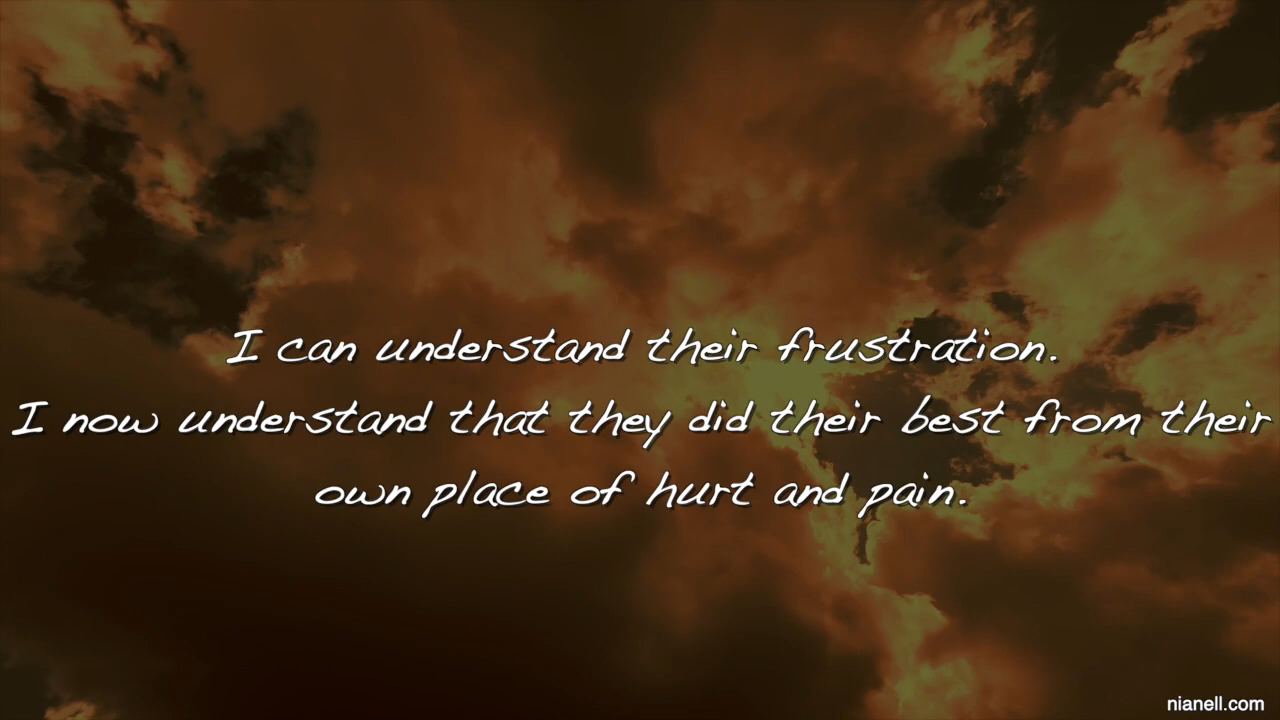 I can understand their frustration.
I now understand that they did their best from their
own place of hurt and pain.
nianell.com